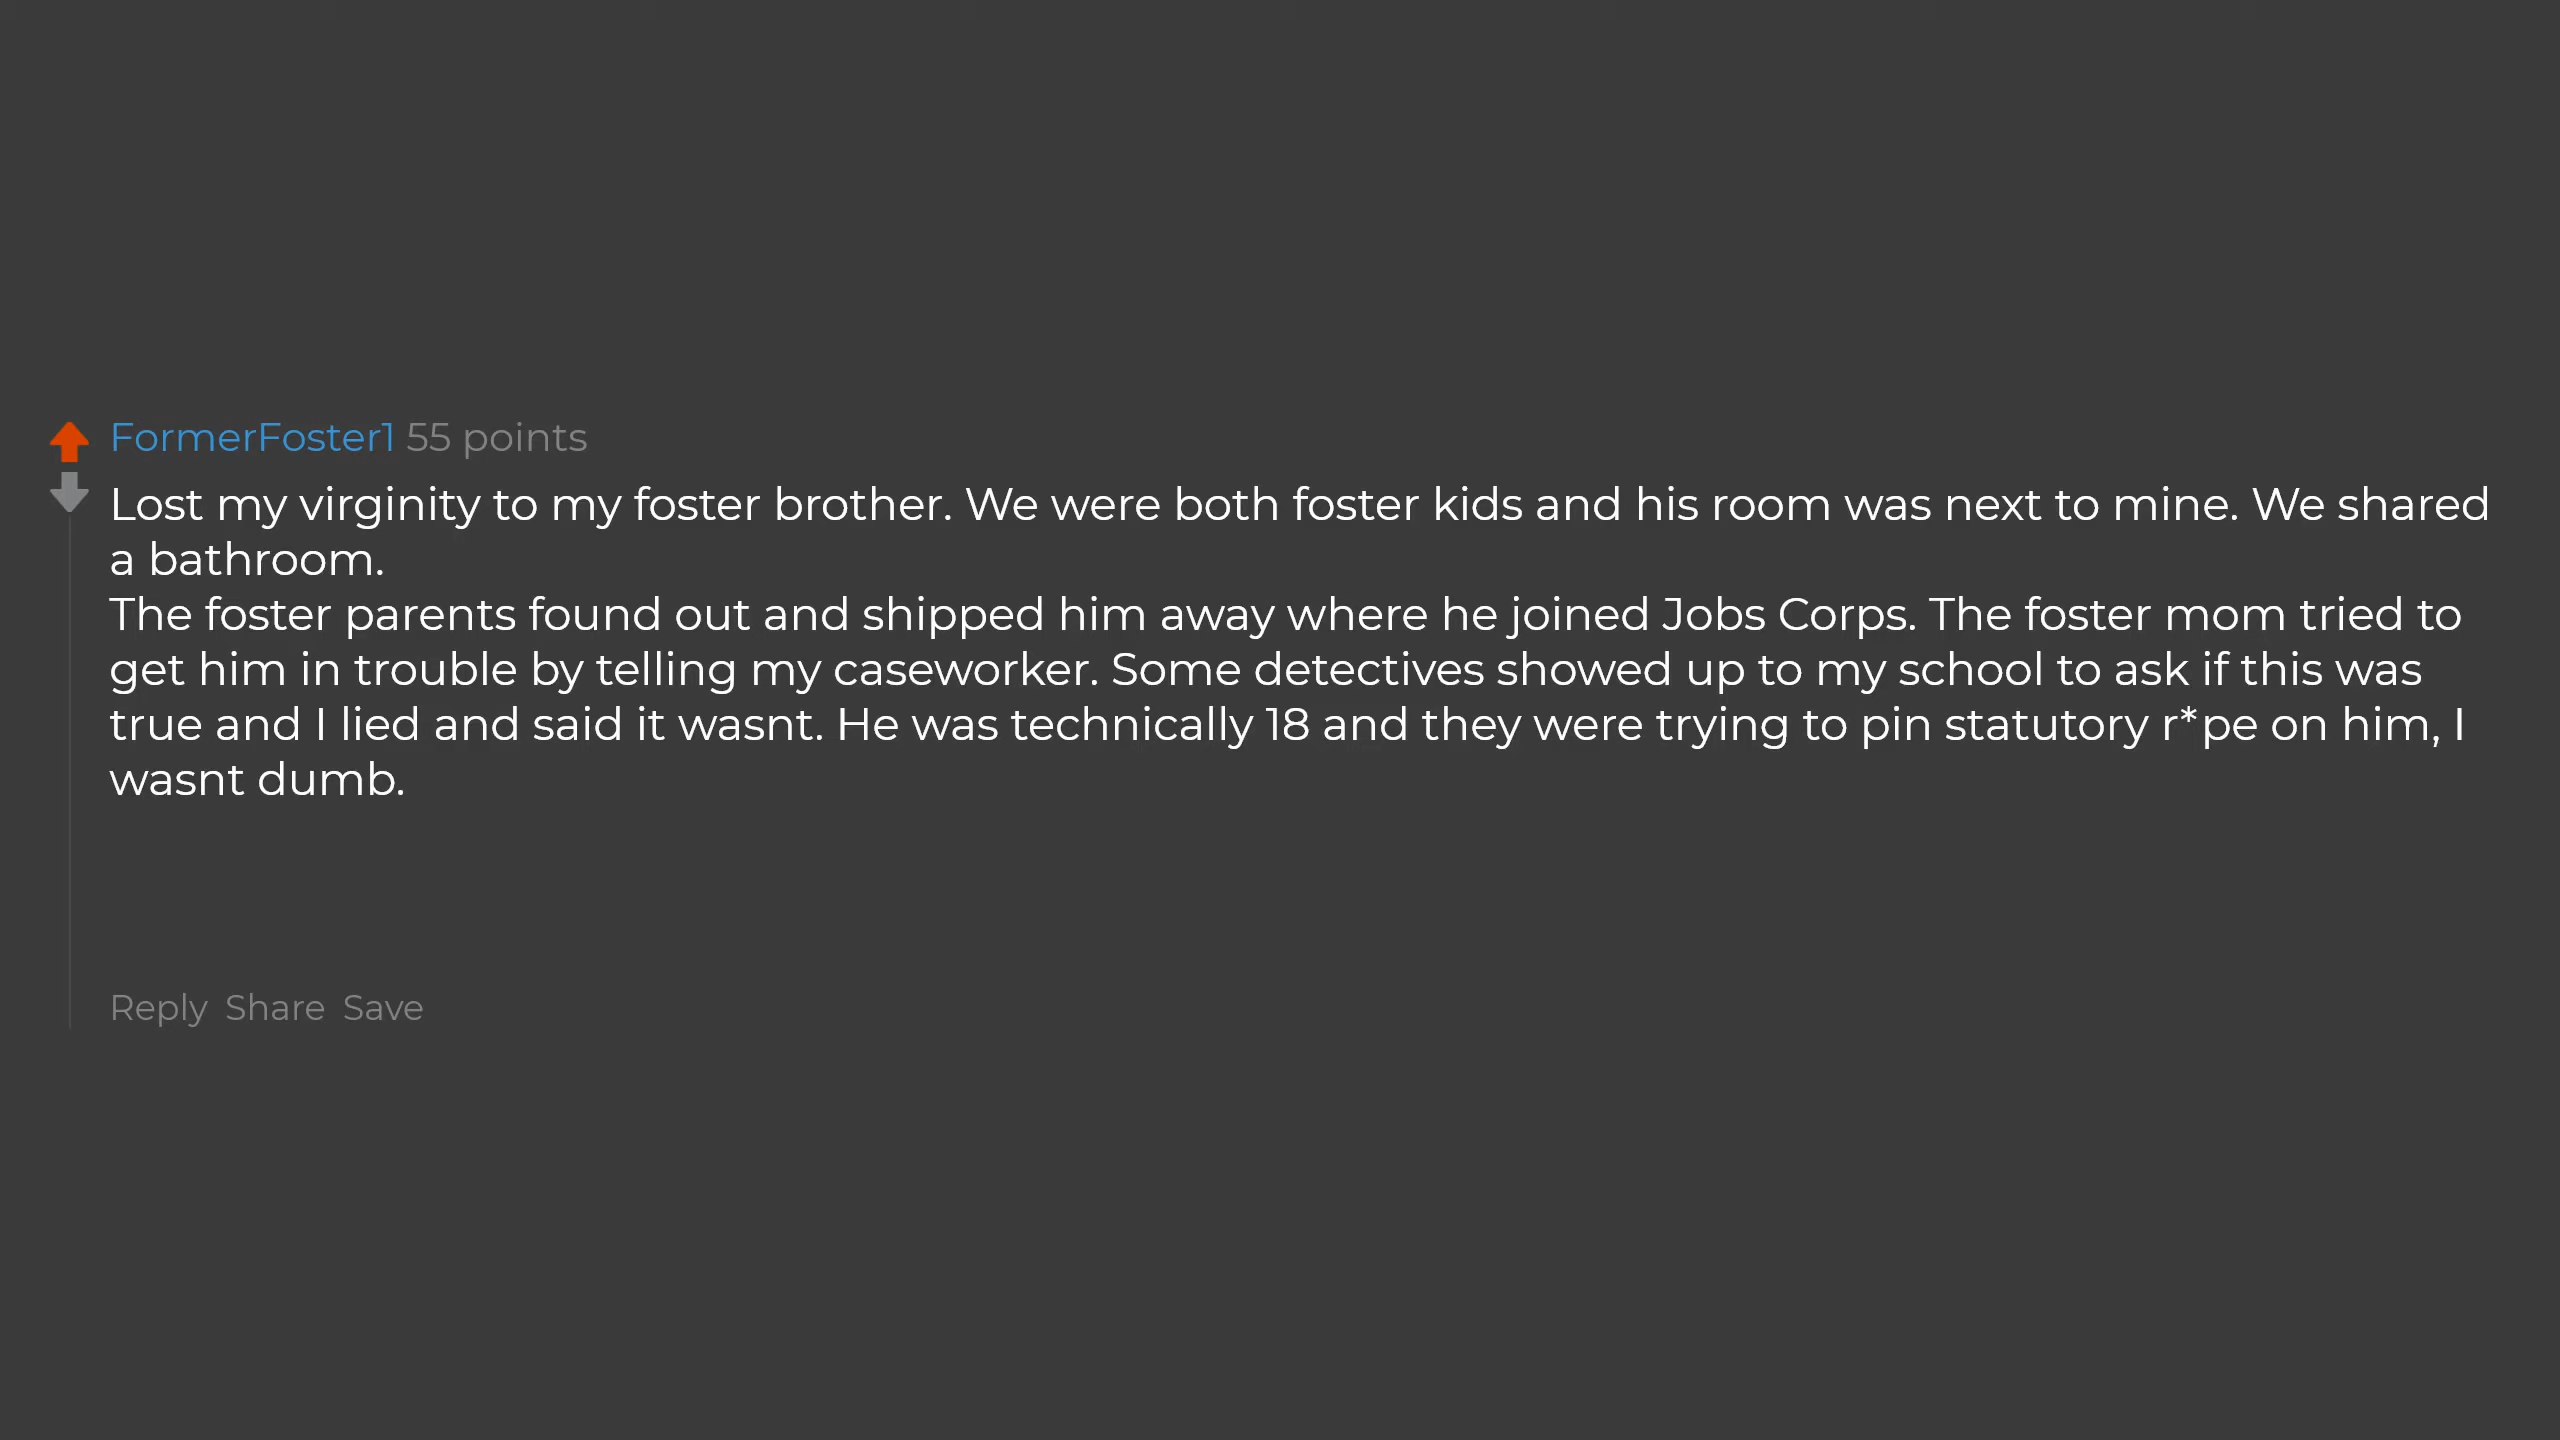 FormerFoster1 55 points
Lost my virginity to my foster brother. We were both foster kids and his room was next to mine. We shared
a bathroom.
The foster parents found out and shipped him away where he joined Jobs Corps. The foster mom tried to
get him in trouble by telling my caseworker. Some detectives showed up to my school to ask if this was
true and I lied and said it wasnt. He was technically 18 and they were trying to pin statutory r*pe on him, I
wasnt dumb.
Reply Share Save